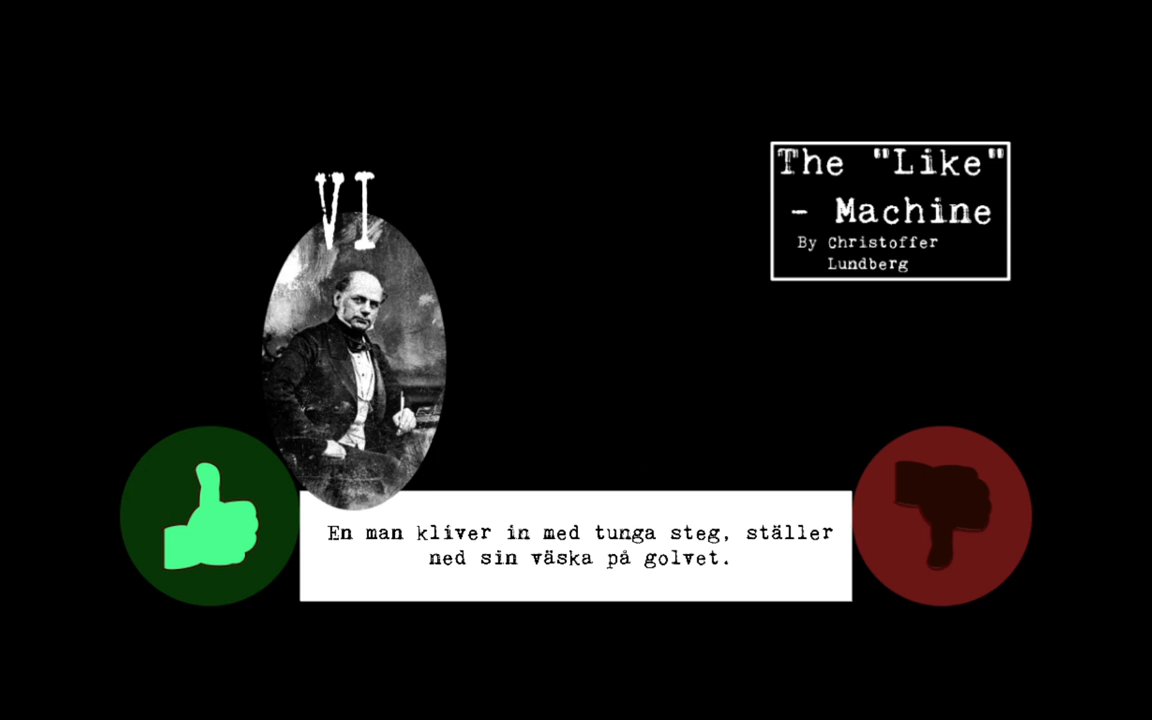 VI
The "Like"
- Machine
By Christoffer
Lundberg
En man kliver in med tunga steg, ställer
ned sin väska på golvet.